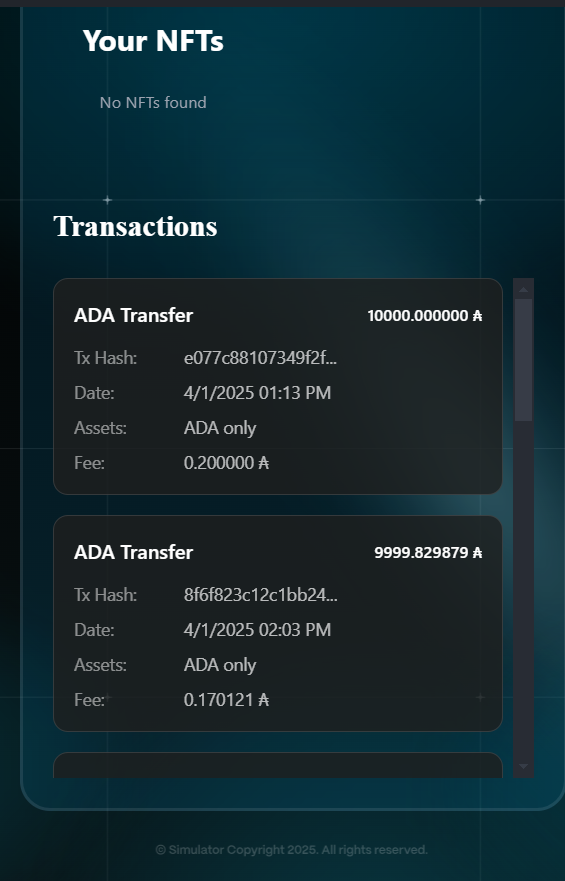 Your NFTs
No NFTs found
Transactions
ADA Transfer 10000.000000 ₳
Tx Hash: e077c88107349f2f...
Date: 4/1/2025 01:13 PM
Assets: ADA only
Fee: 0.200000 ₳
ADA Transfer 9999.829879 ₳
Tx Hash: 8f6f823c12c1bb24...
Date: 4/1/2025 02:03 PM
Assets: ADA only
Fee: 0.170121 ₳
© Simulator Copyright 2025. All rights reserved.